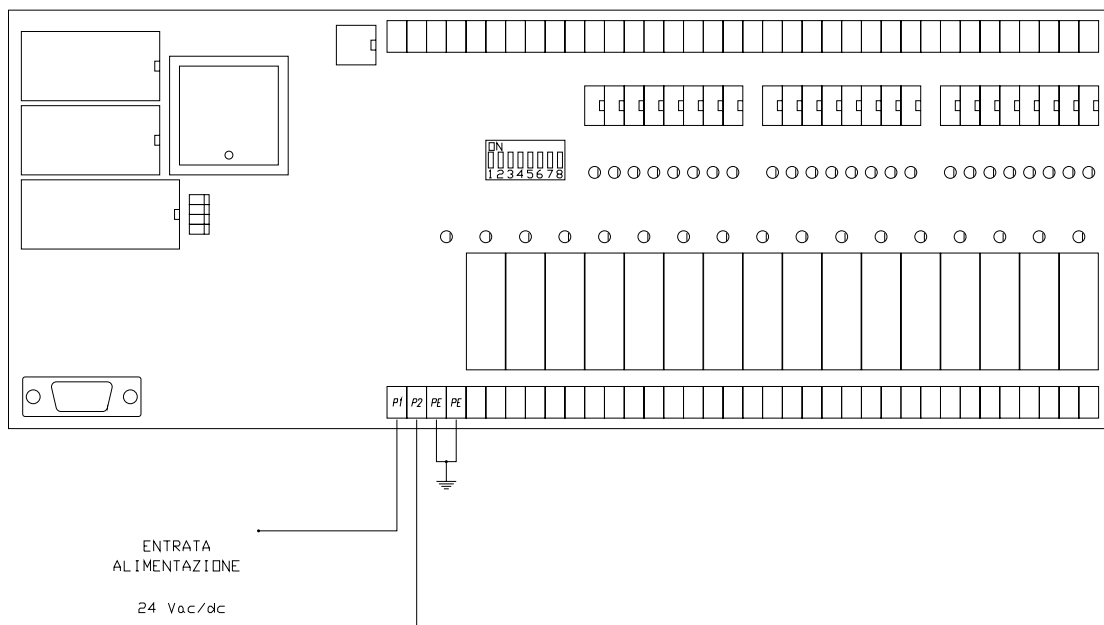 ON
12345678
P1 P2 PE PE
ENTRATA
ALIMENTAZIONE
24 Vac/dc